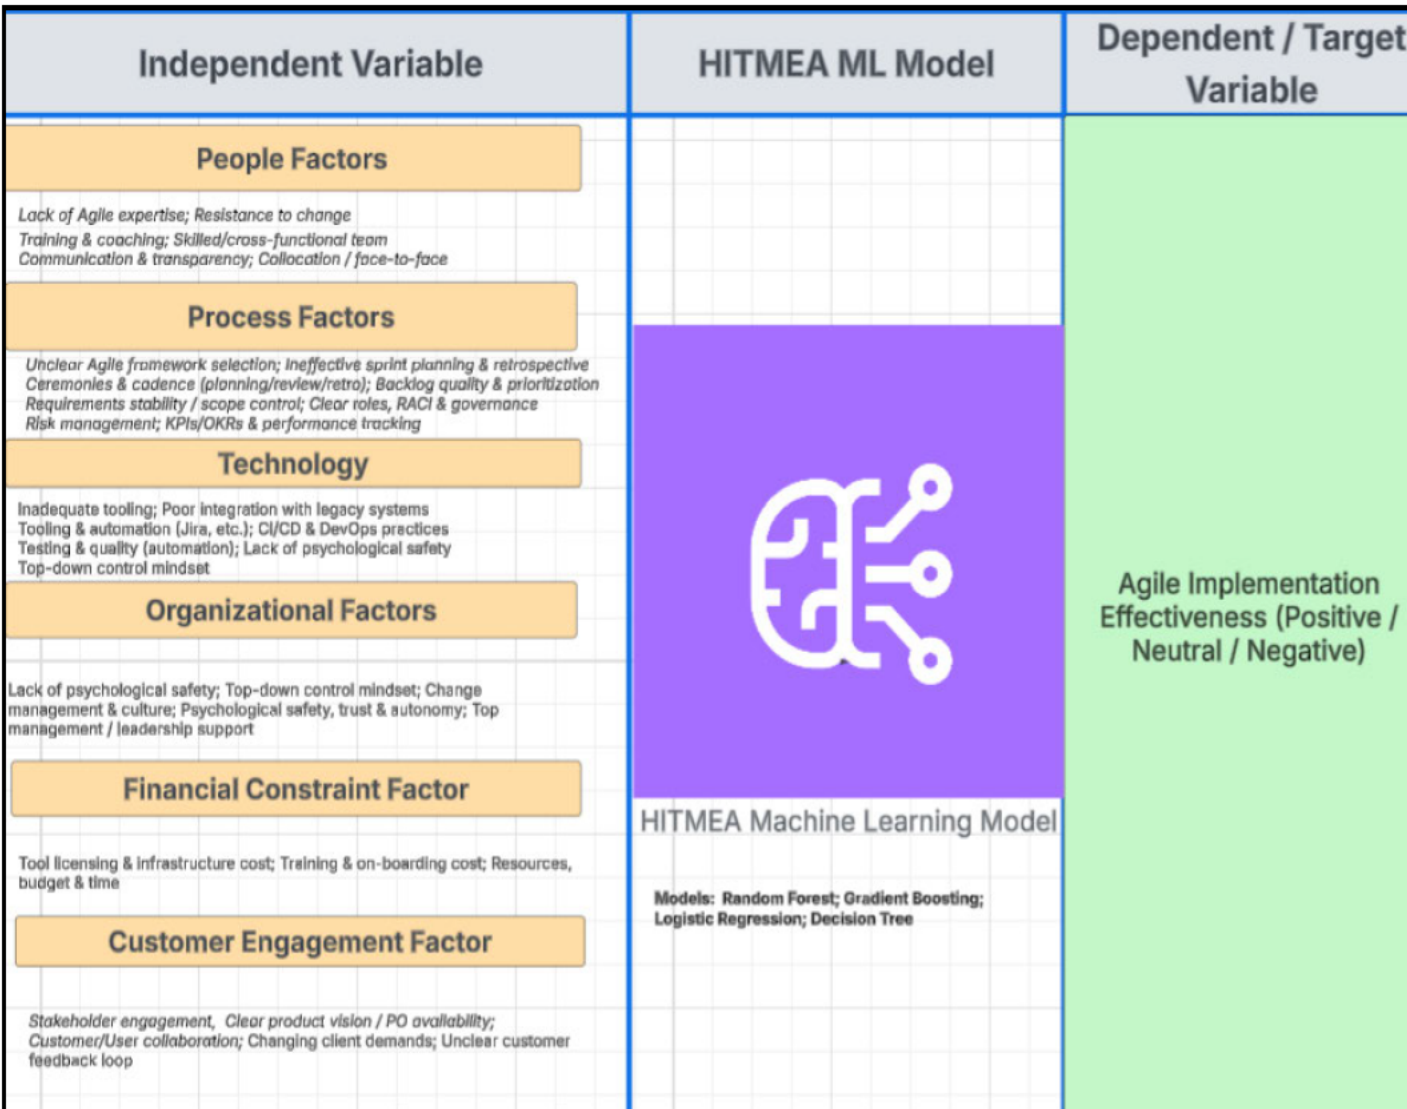 Independent Variable
HITMEA ML Model
Dependent / Target
Variable
People Factors
Lack of Agile expertise; Resistance to change
Training & coaching; Skilled/cross-functional team
Communication & transparency; Collocation / face-to-face
Process Factors
Unclear Agile framework selection; Ineffective sprint planning & retrospective
Ceremonies & cadence (planning/review/retro); Backlog quality & prioritization
Requirements stability / scope control; Clear roles, RACI & governance
Risk management; KPIs/OKRs & performance tracking
Technology
Inadequate tooling; Poor integration with legacy systems
Tooling & automation (Jira, etc.); CI/CD & DevOps practices
Testing & quality (automation); Lack of psychological safety
Top-down control mindset
Organizational Factors
Lack of psychological safety; Top-down control mindset; Change
management & culture; Psychological safety, trust & autonomy; Top
management / leadership support
Financial Constraint Factor
Tool licensing & infrastructure cost; Training & on-boarding cost; Resources,
budget & time
Customer Engagement Factor
Stakeholder engagement, Clear product vision / PO availability;
Customer/User collaboration; Changing client demands; Unclear customer
feedback loop
HITMEA Machine Learning Model
Models: Random Forest; Gradient Boosting;
Logistic Regression; Decision Tree
Agile Implementation
Effectiveness (Positive /
Neutral / Negative)